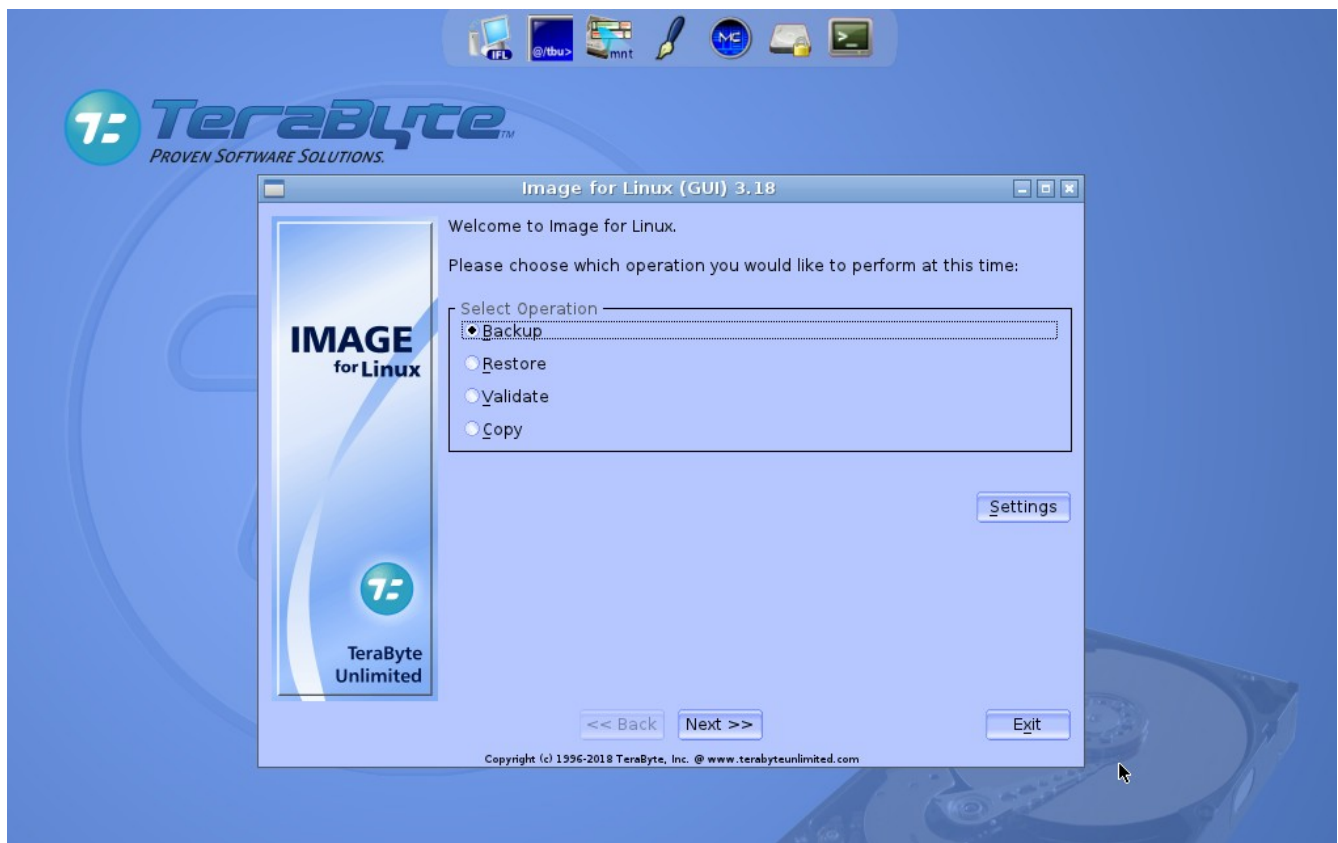 IFL
@/tbu>
mnt
MC
>_
TeraByte™
PROVEN SOFTWARE SOLUTIONS.
Image for Linux (GUI) 3.18
IMAGE
for Linux
TeraByte
Unlimited
Welcome to Image for Linux.
Please choose which operation you would like to perform at this time:
Select Operation
Backup
Restore
Validate
Copy
Settings
<< Back
Next >>
Exit
Copyright (c) 1996-2018 TeraByte, Inc. @ www.terabyteunlimited.com